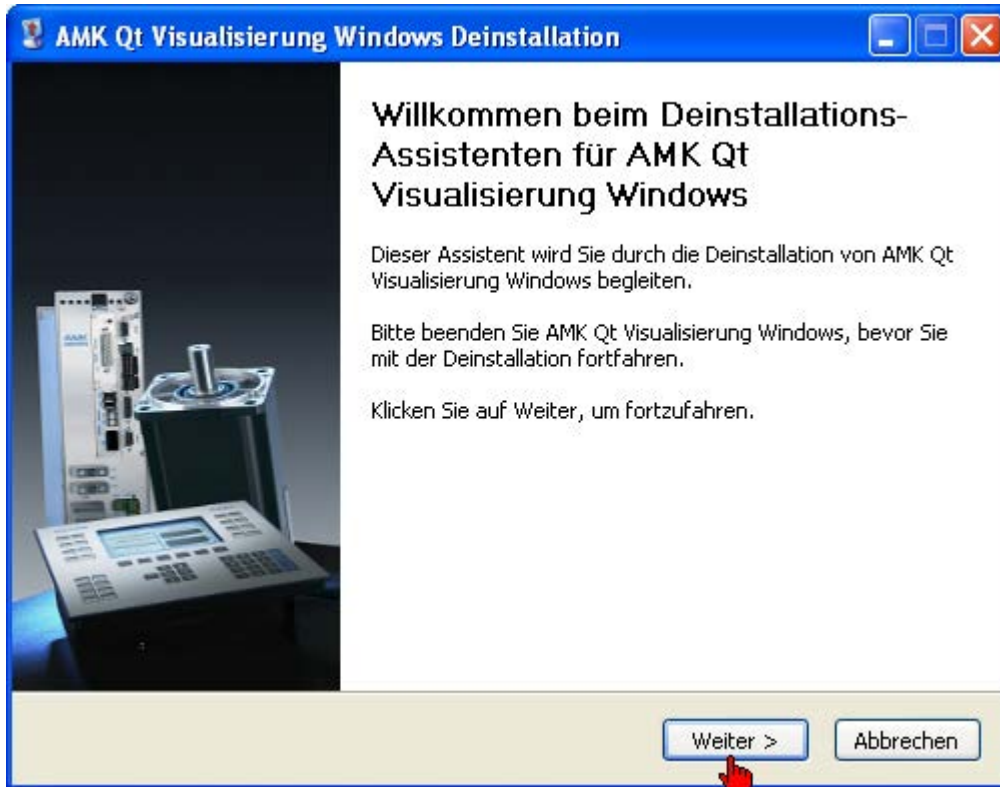 AMK Qt Visualisierung Windows Deinstallation
Willkommen beim Deinstallations-
Assistenten für AMK Qt
Visualisierung Windows
Dieser Assistent wird Sie durch die Deinstallation von AMK Qt
Visualisierung Windows begleiten.
Bitte beenden Sie AMK Qt Visualisierung Windows, bevor Sie
mit der Deinstallation fortfahren.
Klicken Sie auf Weiter, um fortzufahren.
AMK
Weiter >
Abbrechen